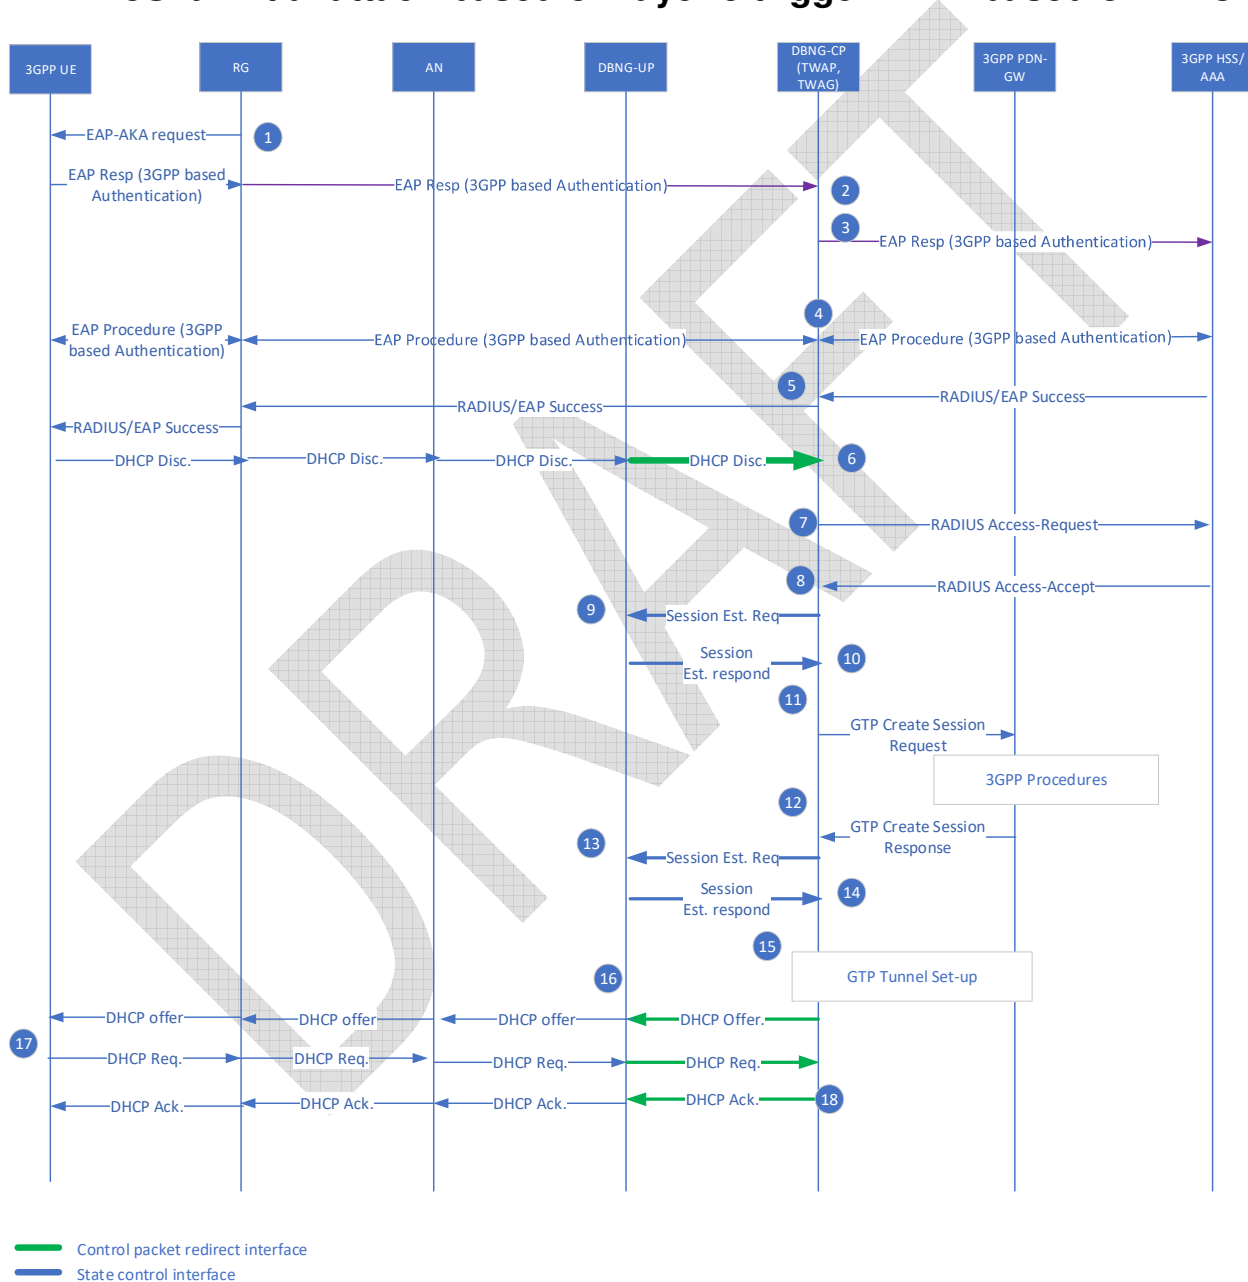 3GPP UE
RG
AN
DBNG-UP
DBNG-CP
(TWAP,
TWAG)
3GPP PDN-
GW
3GPP HSS/
AAA
EAP-AKA request
1
EAP Resp (3GPP based
Authentication)
EAP Resp (3GPP based Authentication)
2
3
EAP Resp (3GPP based Authentication)
4
EAP Procedure (3GPP
based Authentication)
EAP Procedure (3GPP based Authentication)
EAP Procedure (3GPP based Authentication)
5
RADIUS/EAP Success
RADIUS/EAP Success
RADIUS/EAP Success
DHCP Disc.
DHCP Disc.
DHCP Disc.
DHCP Disc.
6
7
RADIUS Access-Request
8
RADIUS Access-Accept
9
Session Est. Req
Session
Est. respond
10
11
GTP Create Session
Request
3GPP Procedures
12
GTP Create Session
Response
13
Session Est. Req
Session
Est. respond
14
15
GTP Tunnel Set-up
16
DHCP offer
DHCP offer
DHCP offer
DHCP Offer.
17
DHCP Req.
DHCP Req.
DHCP Req.
DHCP Req.
DHCP Ack.
DHCP Ack.
DHCP Ack.
DHCP Ack.
18
Control packet redirect interface
State control interface
DRAFT